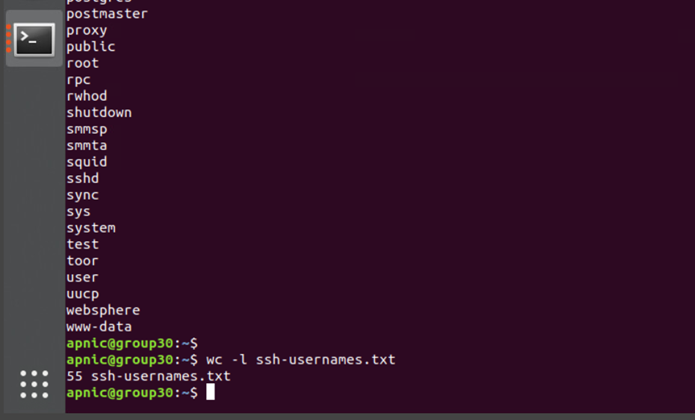 postgres
postmaster
proxy
public
root
rpc
rwhod
shutdown
smmsp
smmta
squid
sshd
sync
sys
system
test
toor
user
uucp
websphere
www-data
apnic@group30:~$
apnic@group30:~$ wc -l ssh-usernames.txt
55 ssh-usernames.txt
apnic@group30:~$